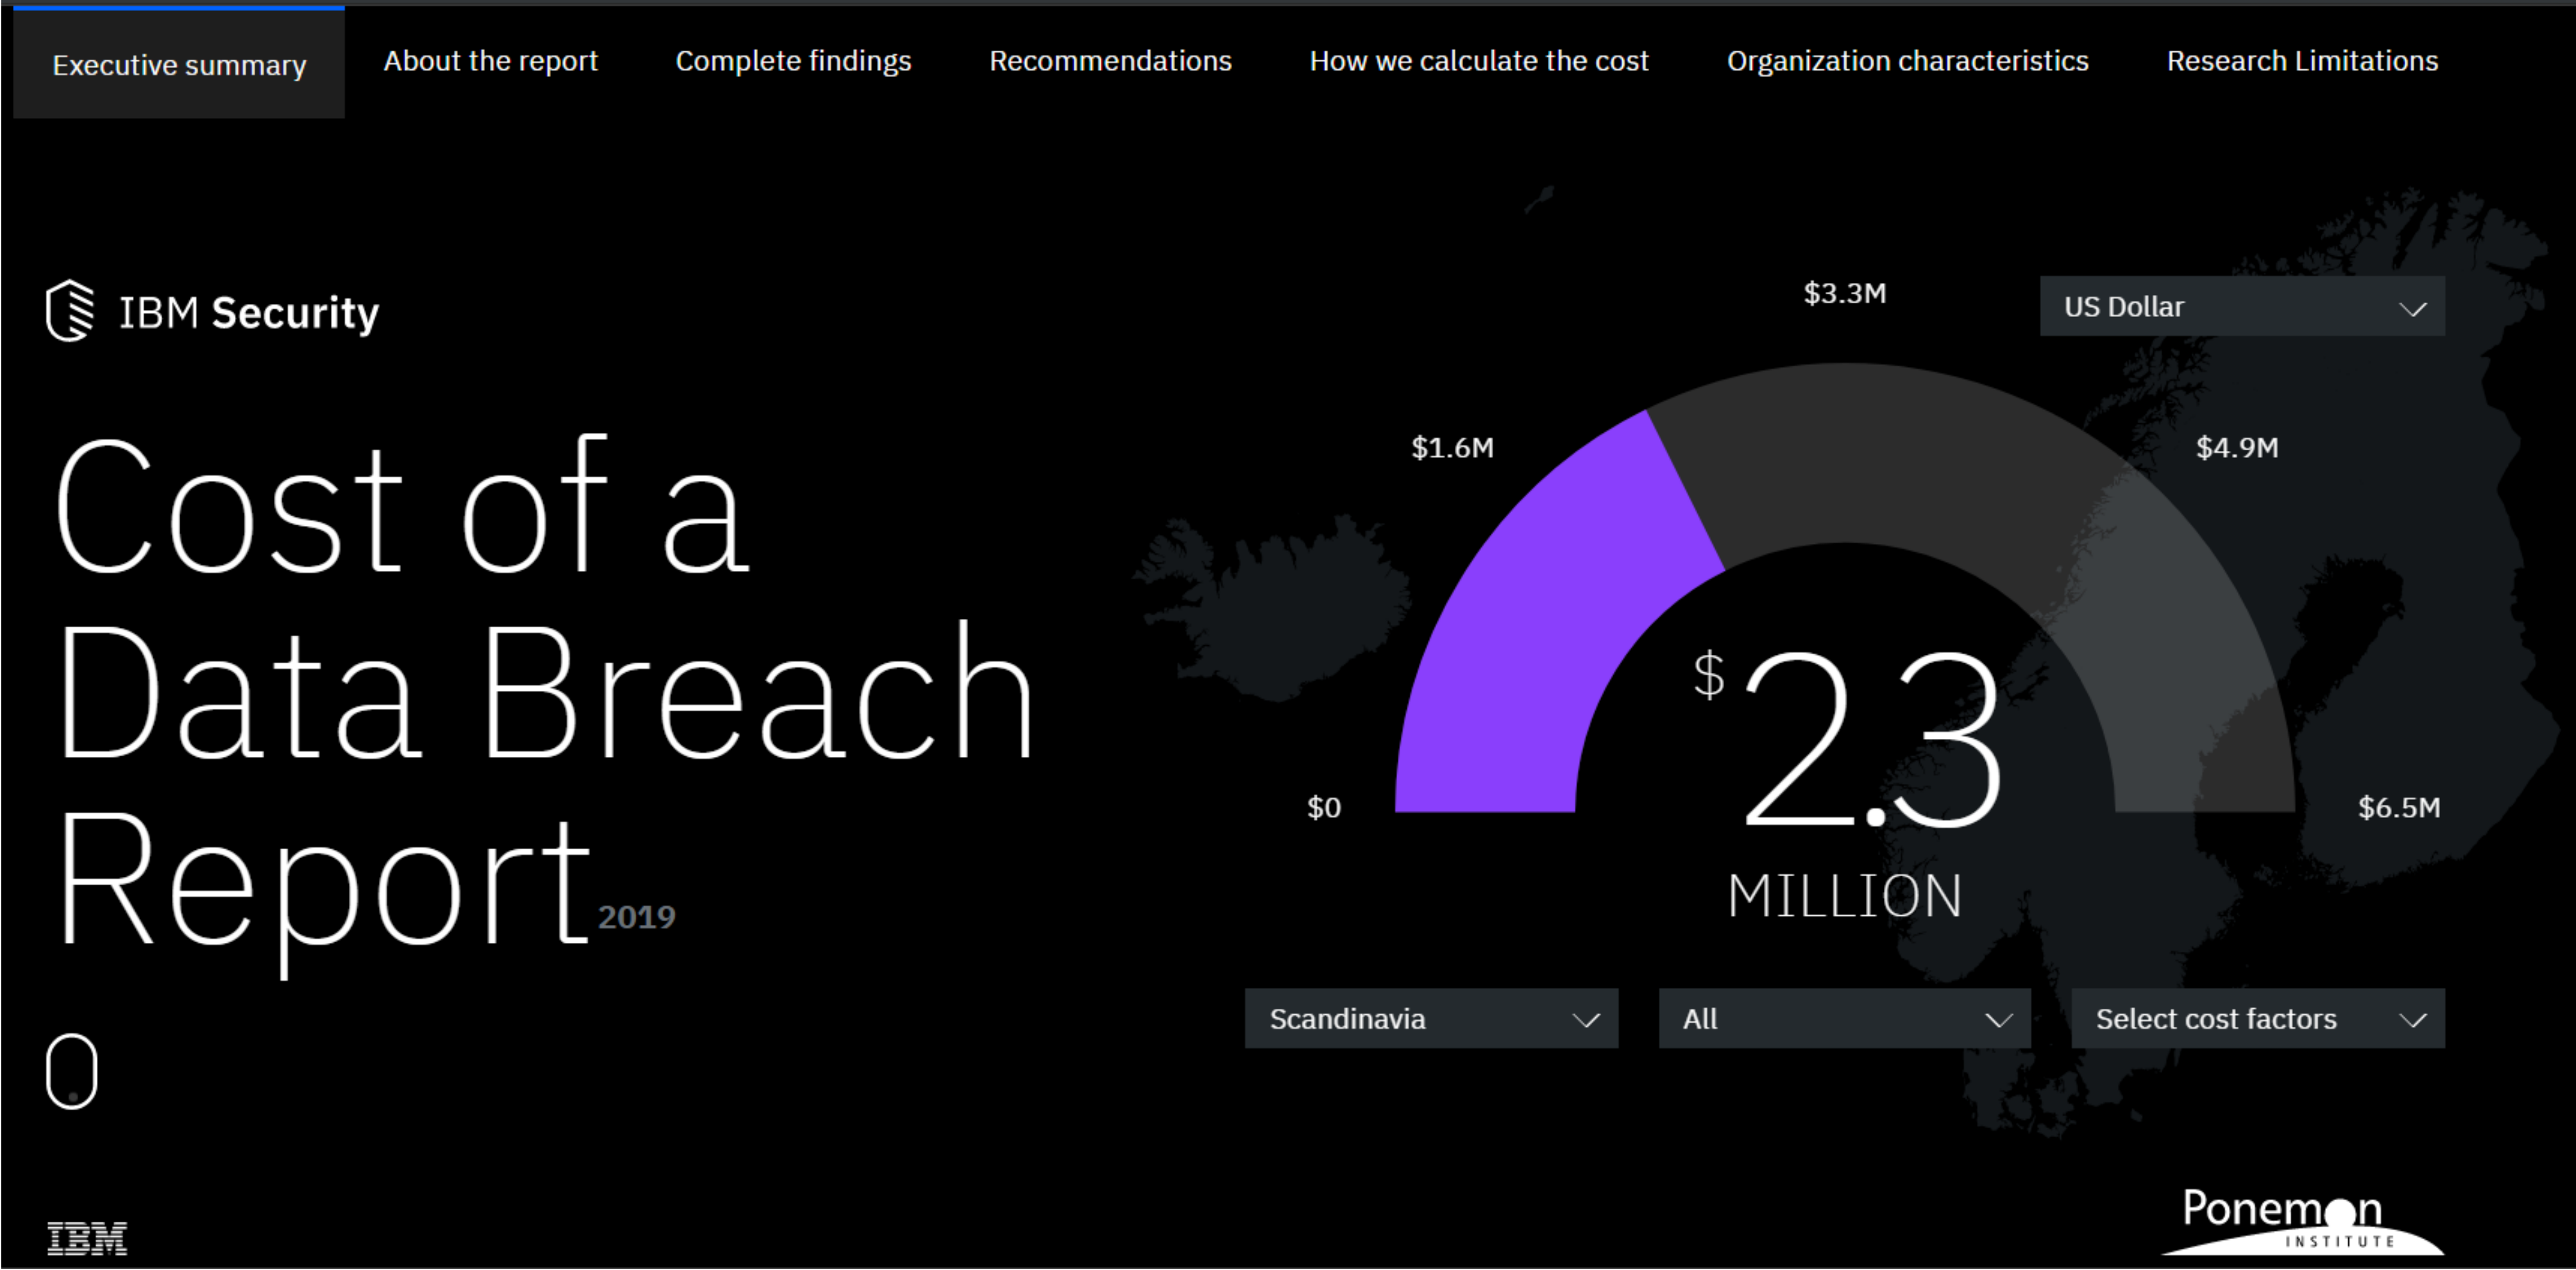 Executive summary
About the report
Complete findings
Recommendations
How we calculate the cost
Organization characteristics
Research Limitations
IBM Security
Cost of a
Data Breach
Report 2019
US Dollar
$3.3M
$1.6M
$4.9M
$0
$6.5M
$2.3
MILLION
Scandinavia
All
Select cost factors
IBM
Ponemon
INSTITUTE